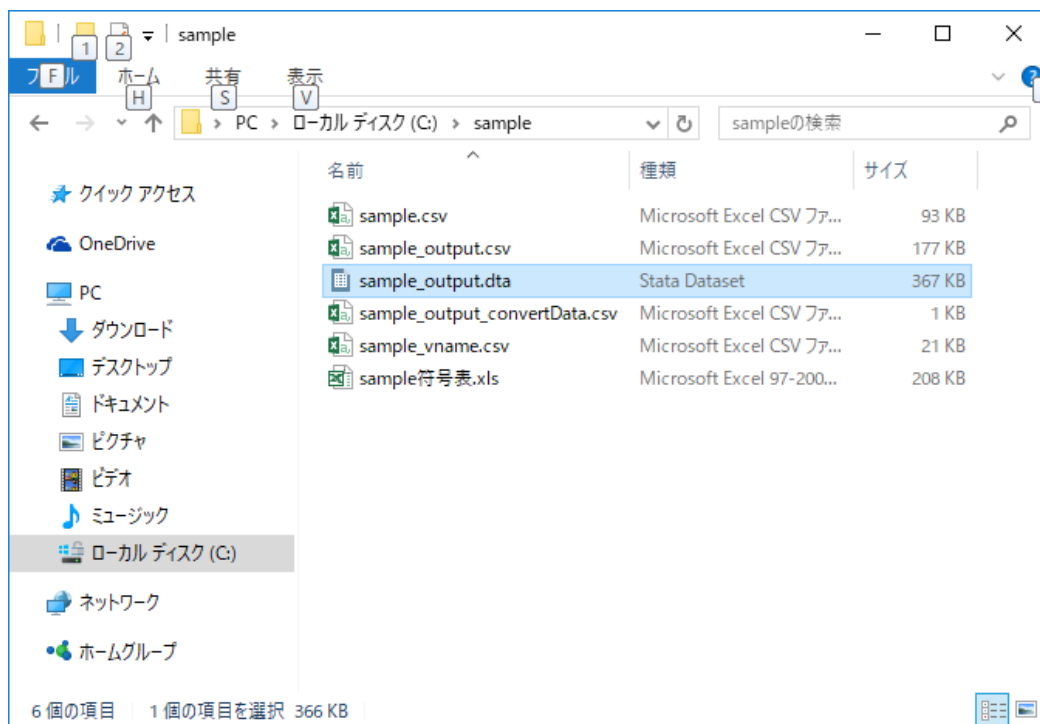 1 2 sample
フ F ル ホーム 共有 表示
H S V
PC › ローカル ディスク (C:) › sample sampleの検索
名前 種類 サイズ
クイック アクセス
OneDrive
PC
ダウンロード
デスクトップ
ドキュメント
ピクチャ
ビデオ
ミュージック
ローカル ディスク (C:)
ネットワーク
ホームグループ
sample.csv Microsoft Excel CSV ファ... 93 KB
sample_output.csv Microsoft Excel CSV ファ... 177 KB
sample_output.dta Stata Dataset 367 KB
sample_output_convertData.csv Microsoft Excel CSV ファ... 1 KB
sample_vname.csv Microsoft Excel CSV ファ... 21 KB
sample符号表.xls Microsoft Excel 97-200... 208 KB
6 個の項目 1 個の項目を選択 366 KB